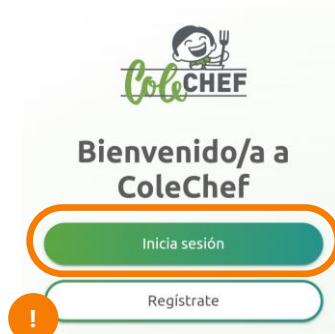 ColeCHEF
Bienvenido/a a
ColeChef
Inicia sesión
Regístrate
!